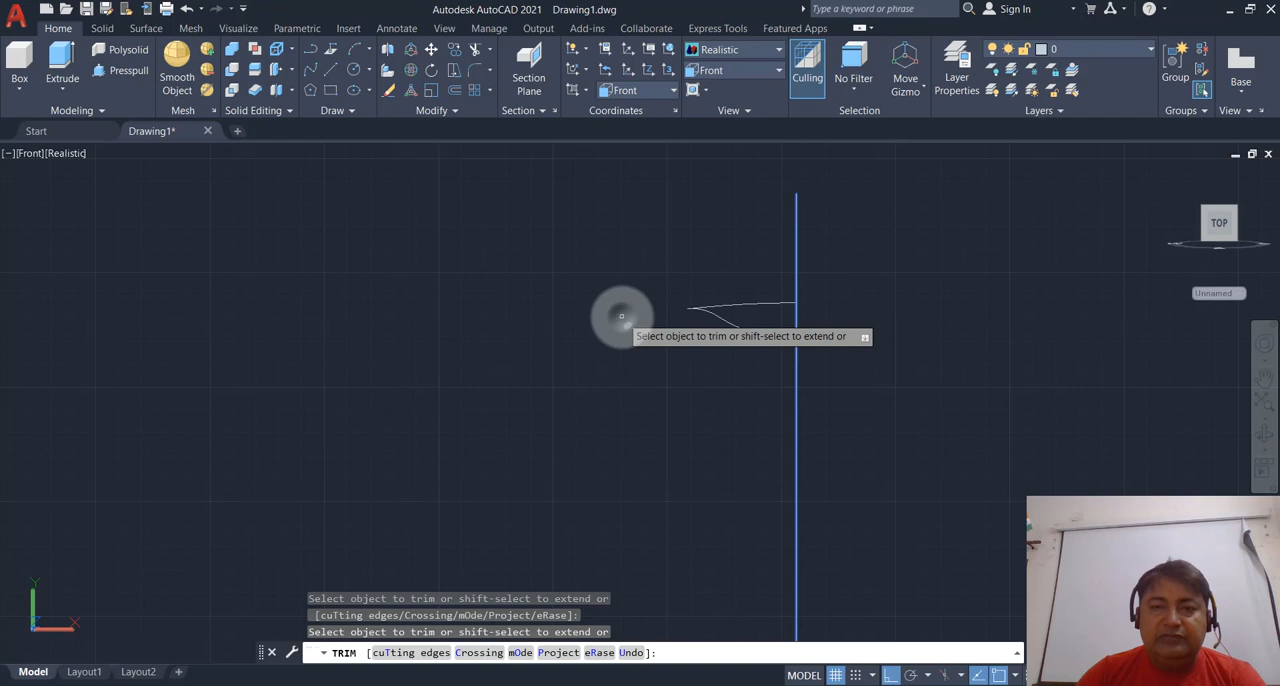 Autodesk AutoCAD 2021 Drawing1.dwg
Type a keyword or phrase
Sign In
Home Solid Surface Mesh Visualize Parametric Insert Annotate View Manage Output Add-ins Collaborate Express Tools Featured Apps
Box
Extrude
Polysolid
Presspull
Smooth
Object
Section
Plane
Front
Realistic
Front
Culling
No Filter
Move
Gizmo
Layer
Properties
0
Group
Base
Modeling Mesh Solid Editing Draw Modify Section Coordinates View Selection Layers Groups View
Start Drawing1*
[−][Front][Realistic]
TOP
Unnamed
Select object to trim or shift-select to extend or
Y
X
Select object to trim or shift-select to extend or
[cuTting edges/Crossing/mOde/Project/eRase]:
Select object to trim or shift-select to extend or
TRIM [cuTting edges Crossing mOde Project eRase Undo]:
Model Layout1 Layout2
MODEL